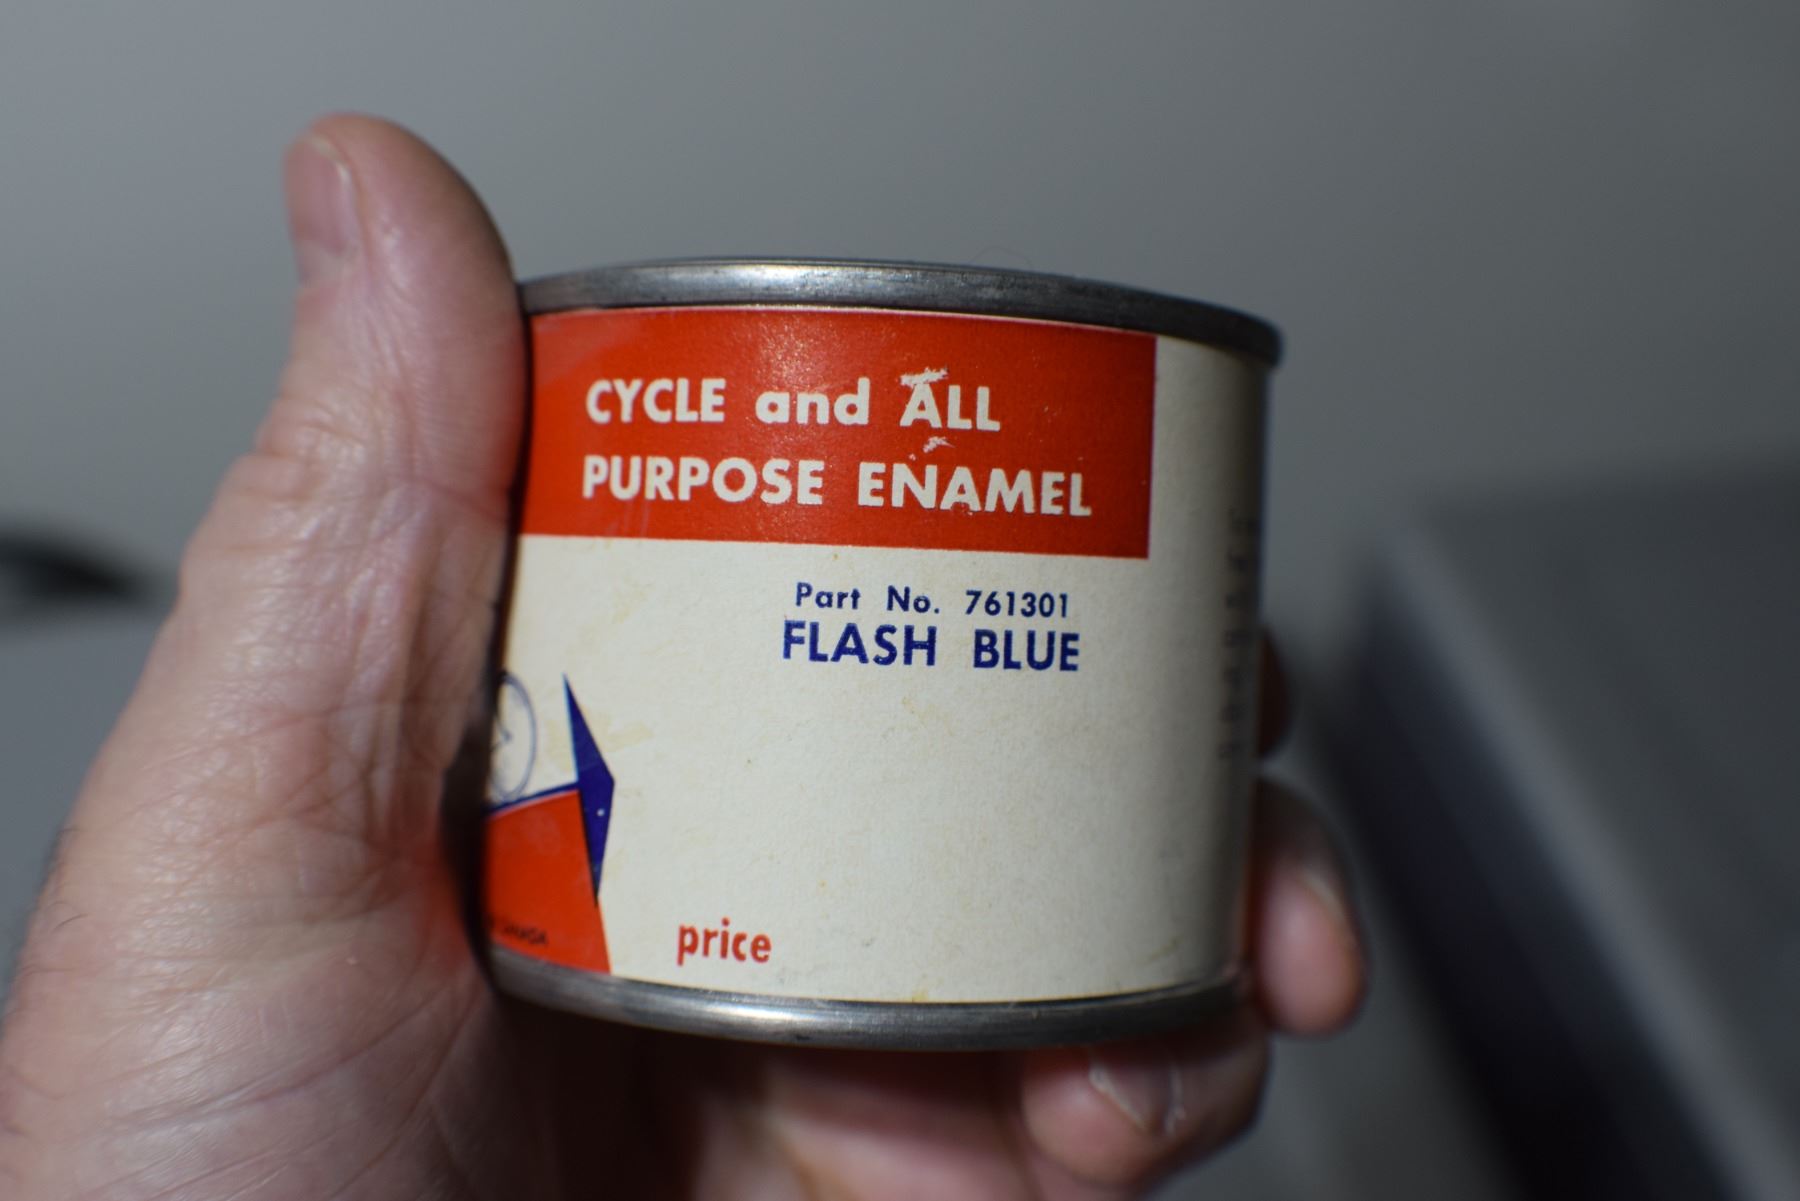 CYCLE and ALL
PURPOSE ENAMEL
Part No. 761301
FLASH BLUE
price